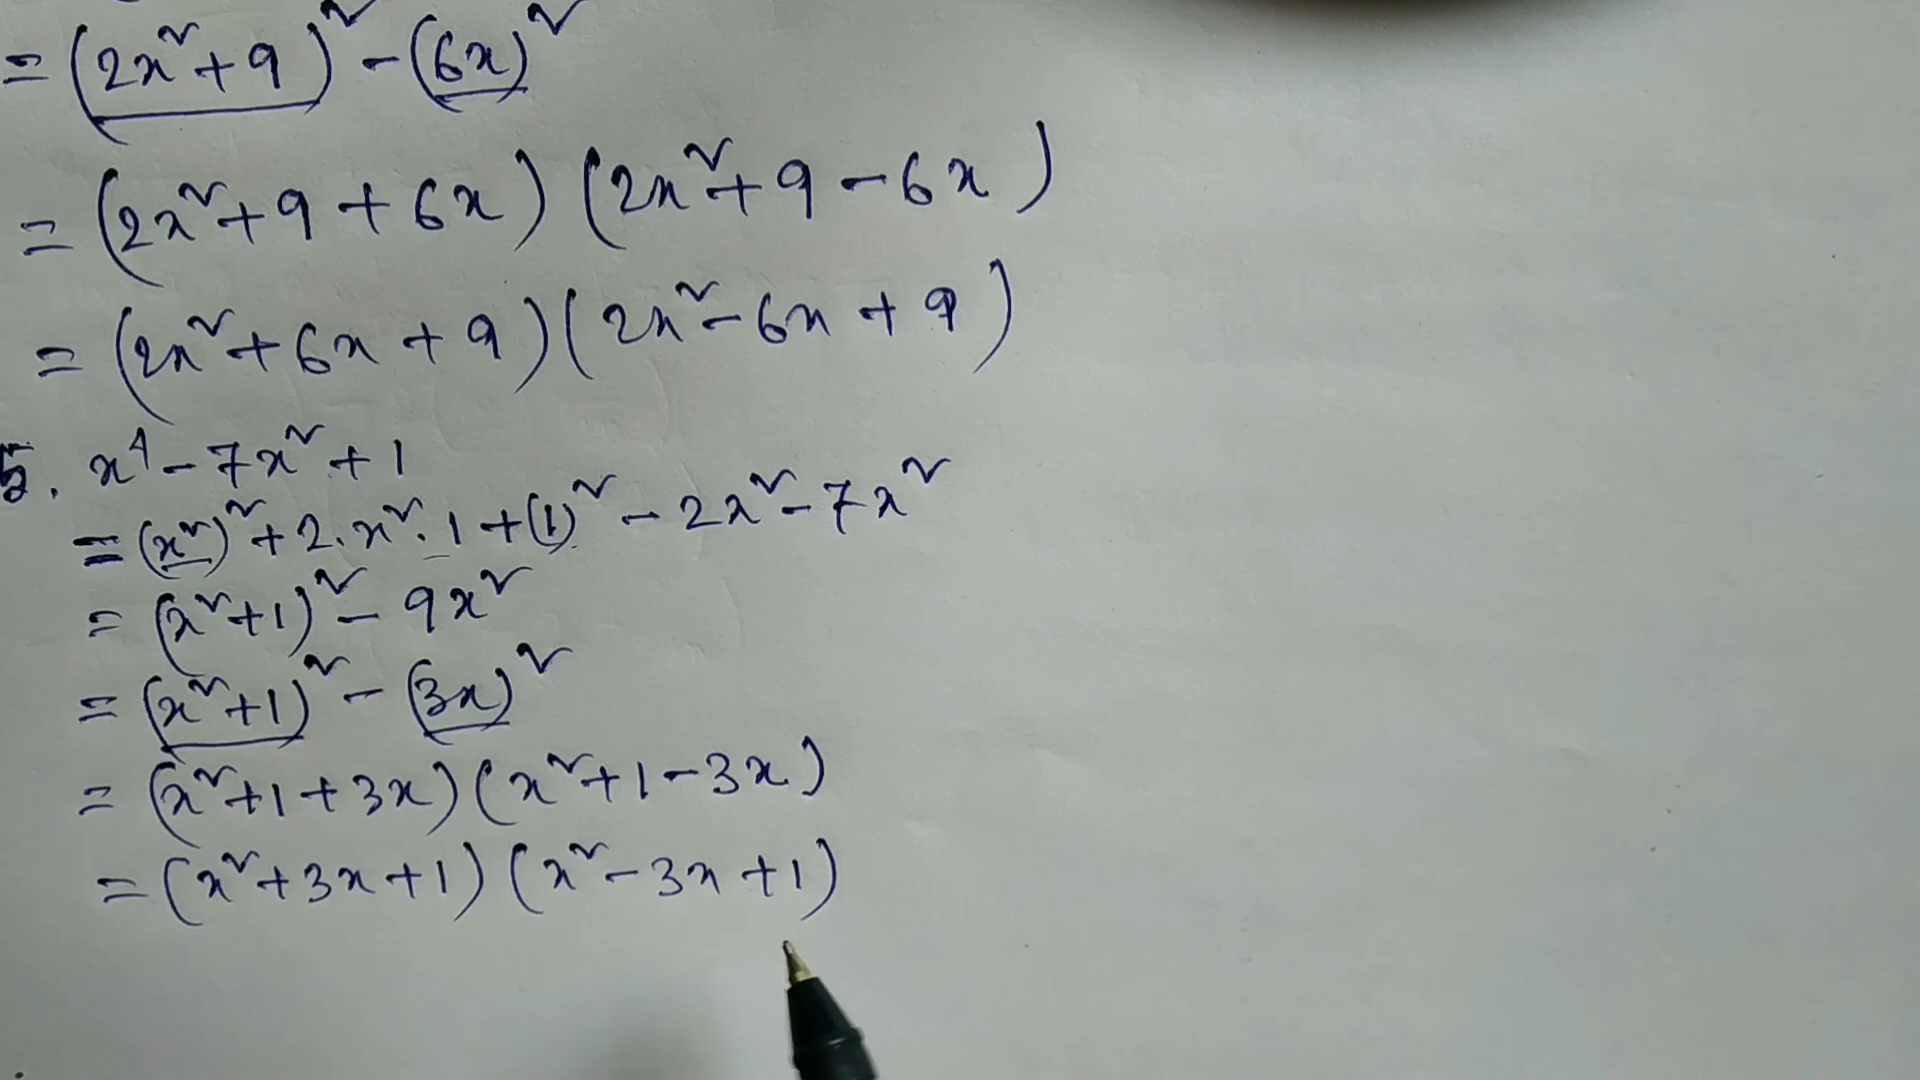 = (2x²+9)² - (6x)²
= (2x²+9+6x) (2x²+9-6x)
= (2x²+6x+9) (2x²-6x+9)
5. x⁴-7x²+1
= (x²)²+2.x².1+(1)²-2x²-7x²
= (x²+1)²-9x²
= (x²+1)²-(3x)²
= (x²+1+3x) (x²+1-3x)
= (x²+3x+1) (x²-3x+1)